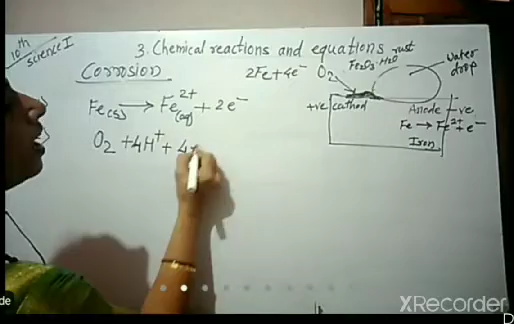 10th
Science I
3. Chemical reactions and equations
Corrosion
Fe(s) → Fe2+(aq) + 2e-
O2 + 4H+ + 4
2Fe+4e- O2
Fe2O3·H2O rust
water
drop
+ve cathod
Anode -ve
Fe → Fe2+ + e-
Iron
XRecorder